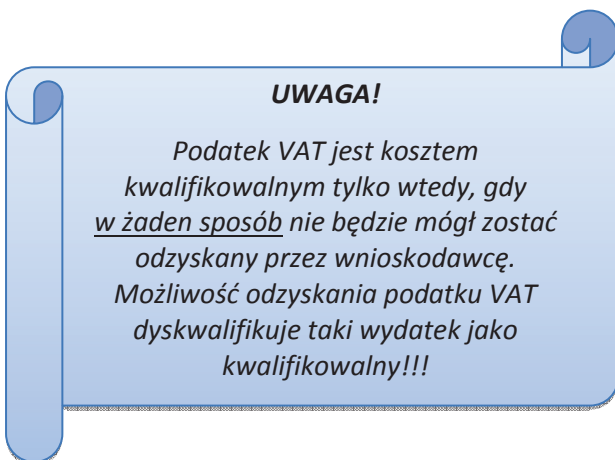 UWAGA!
Podatek VAT jest kosztem
kwalifikowalnym tylko wtedy, gdy
w żaden sposób nie będzie mógł zostać
odzyskany przez wnioskodawcę.
Możliwość odzyskania podatku VAT
dyskwalifikuje taki wydatek jako
kwalifikowalny!!!